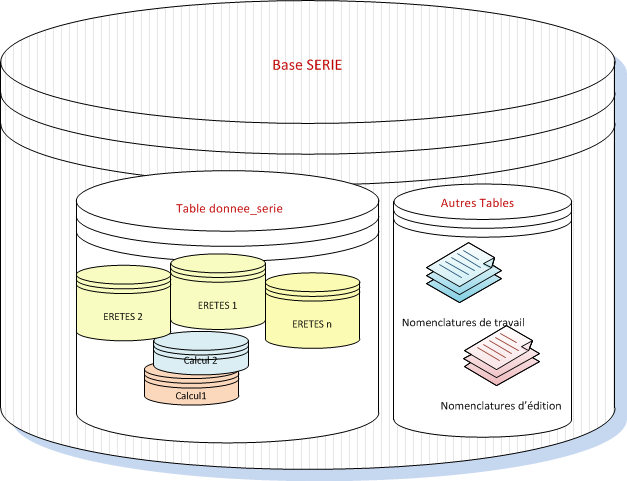 Base SERIE
Table donnee_serie
Autres Tables
ERETES 2
ERETES 1
ERETES n
Calcul 2
Calcul1
Nomenclatures de travail
Nomenclatures d’édition